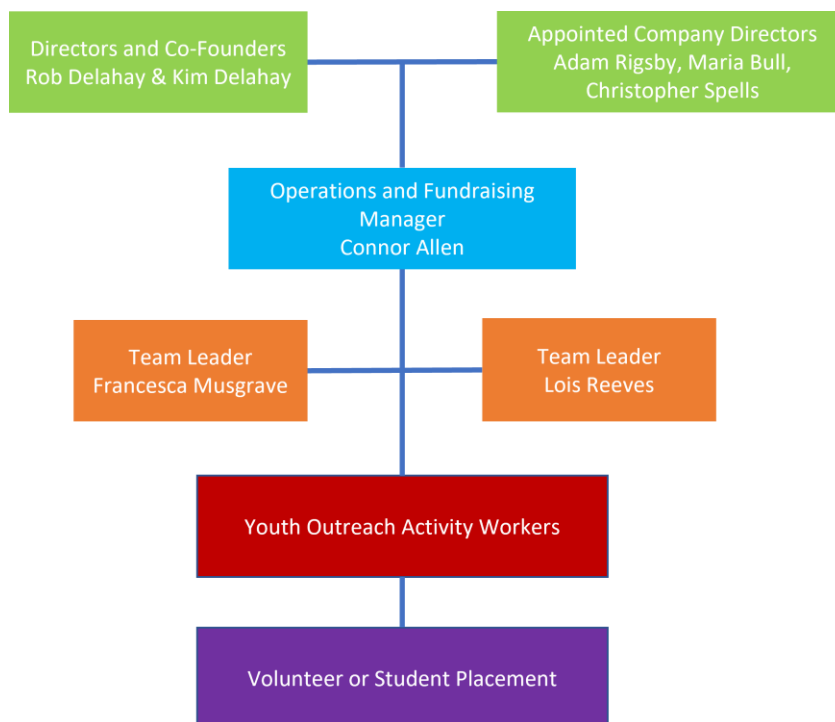 Directors and Co-Founders
Rob Delahay & Kim Delahay
Appointed Company Directors
Adam Rigsby, Maria Bull,
Christopher Spells
Operations and Fundraising
Manager
Connor Allen
Team Leader
Francesca Musgrave
Team Leader
Lois Reeves
Youth Outreach Activity Workers
Volunteer or Student Placement